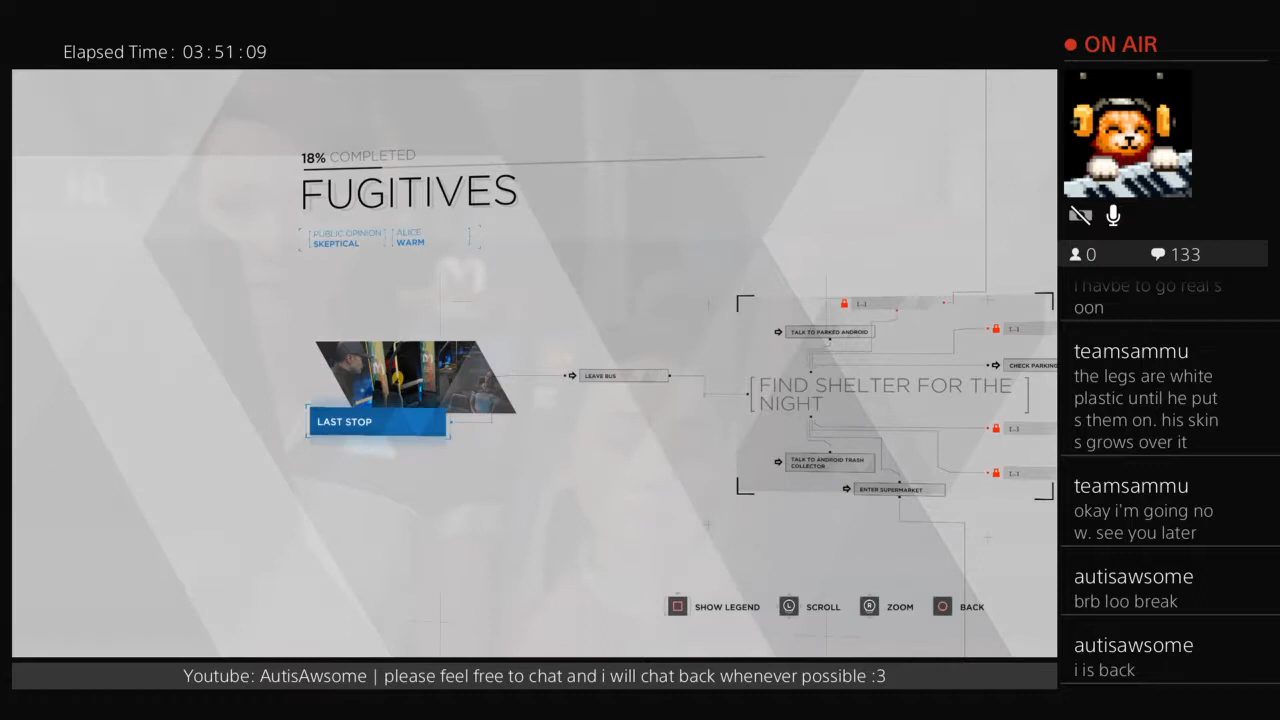 Elapsed Time: 03:51:09
ON AIR
18% COMPLETED
FUGITIVES
PUBLIC OPINION
SKEPTICAL
ALICE
WARM
LAST STOP
LEAVE BUS
[...]
TALK TO PARKED ANDROID
[...]
CHECK PARKING
[FIND SHELTER FOR THE
NIGHT]
[...]
TALK TO ANDROID TRASH
COLLECTOR
[...]
ENTER SUPERMARKET
SHOW LEGEND
L SCROLL
R ZOOM
BACK
0
133
i havbe to go real s
oon
teamsammu
the legs are white
plastic until he put
s them on. his skin
s grows over it
teamsammu
okay i'm going no
w. see you later
autisawsome
brb loo break
autisawsome
i is back
Youtube: AutisAwsome | please feel free to chat and i will chat back whenever possible :3